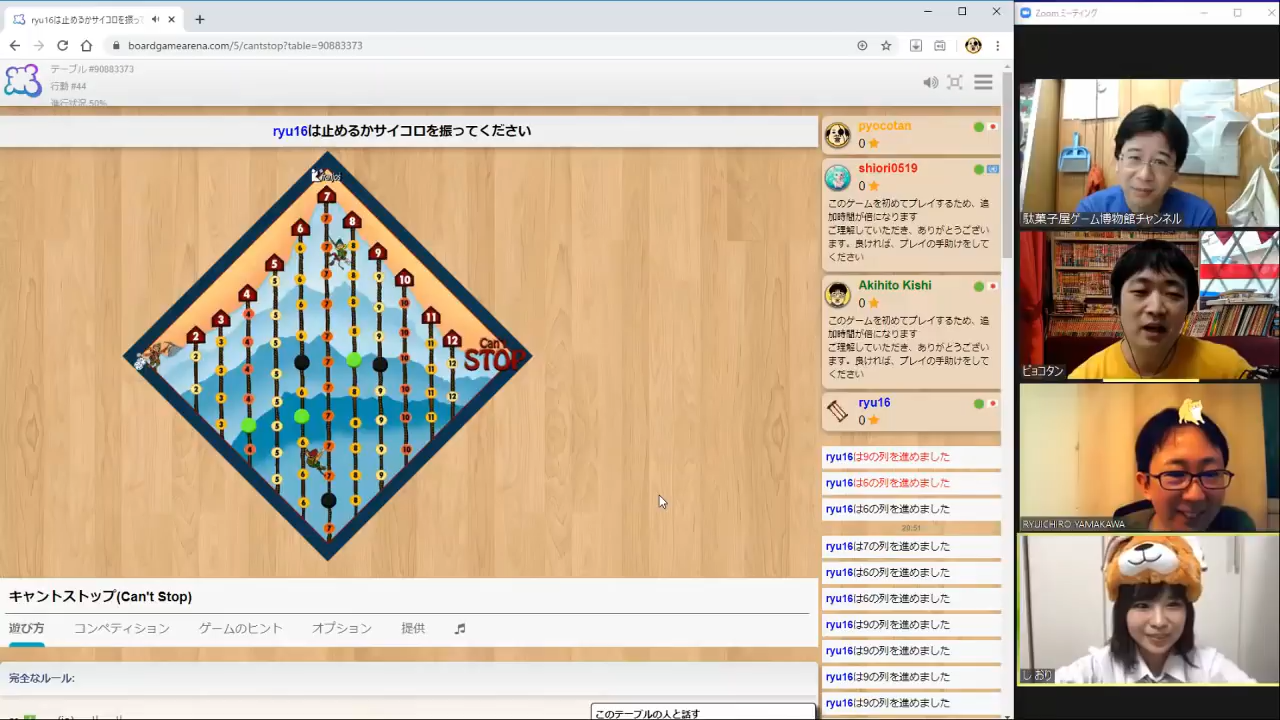 ryu16は止めるかサイコロを振って
boardgamearena.com/5/cantstop?table=90883373
Zoom ミーティング
テーブル #90883373
行動 #44
進行状況 50%
ryu16は止めるかサイコロを振ってください
7
8
6
9
5
10
4
11
3
12
2
Can't
STOP
pyocotan
0
shiori0519
0
このゲームを初めてプレイするため、追
加時間が倍になります
ご理解していただき、ありがとうござい
ます。良ければ、プレイの手助けをして
ください
Akihito Kishi
0
このゲームを初めてプレイするため、追
加時間が倍になります
ご理解していただき、ありがとうござい
ます。良ければ、プレイの手助けをして
ください
ryu16
0
ryu16は9の列を進めました
ryu16は6の列を進めました
ryu16は6の列を進めました
20:51
ryu16は7の列を進めました
ryu16は6の列を進めました
ryu16は6の列を進めました
ryu16は9の列を進めました
ryu16は9の列を進めました
ryu16は9の列を進めました
ryu16は9の列を進めました
キャントストップ(Can't Stop)
遊び方 コンペティション ゲームのヒント オプション 提供
完全なルール:
このテーブルの人と話す
駄菓子屋ゲーム博物館チャンネル
ピョコタン
RYUICHIRO YAMAKAWA
しおり